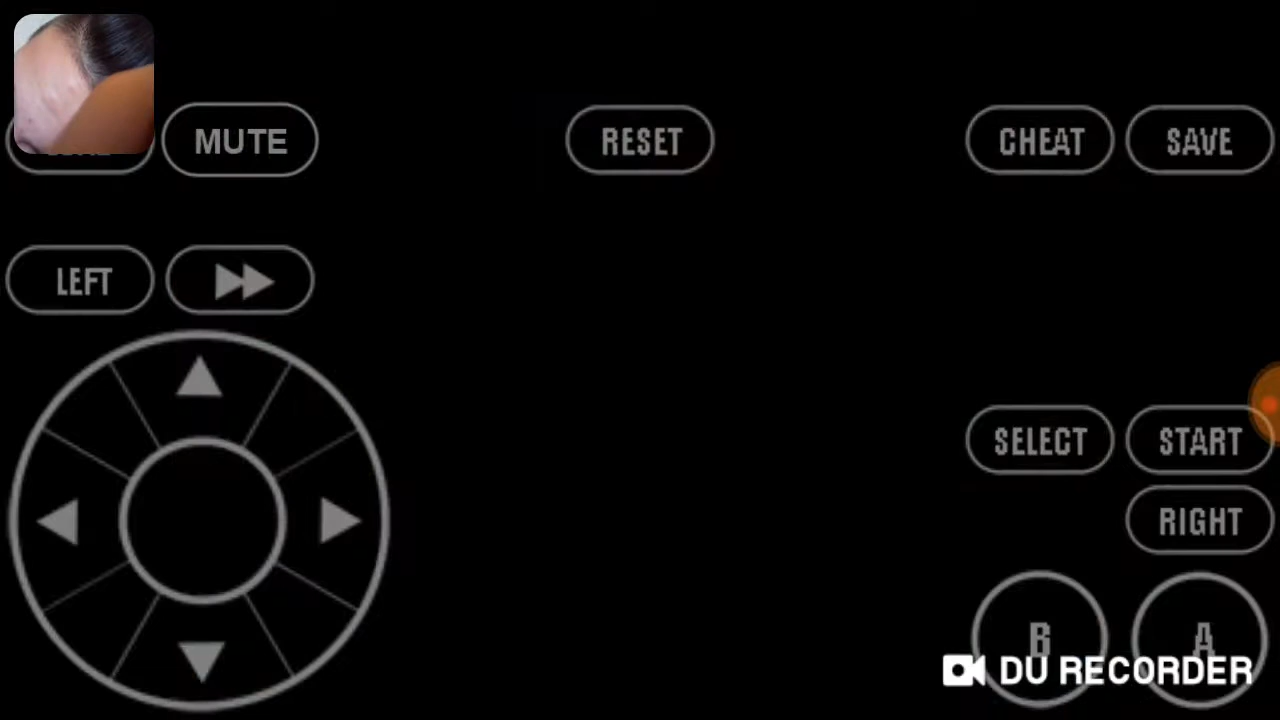 MUTE RESET CHEAT SAVE
LEFT
SELECT START
RIGHT
B A
DU RECORDER